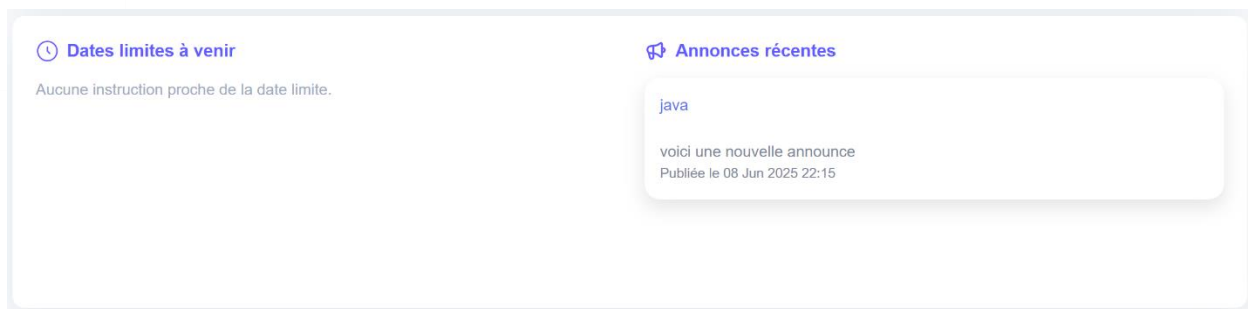 Dates limites à venir
Aucune instruction proche de la date limite.
Annonces récentes
java
voici une nouvelle announce
Publiée le 08 Jun 2025 22:15